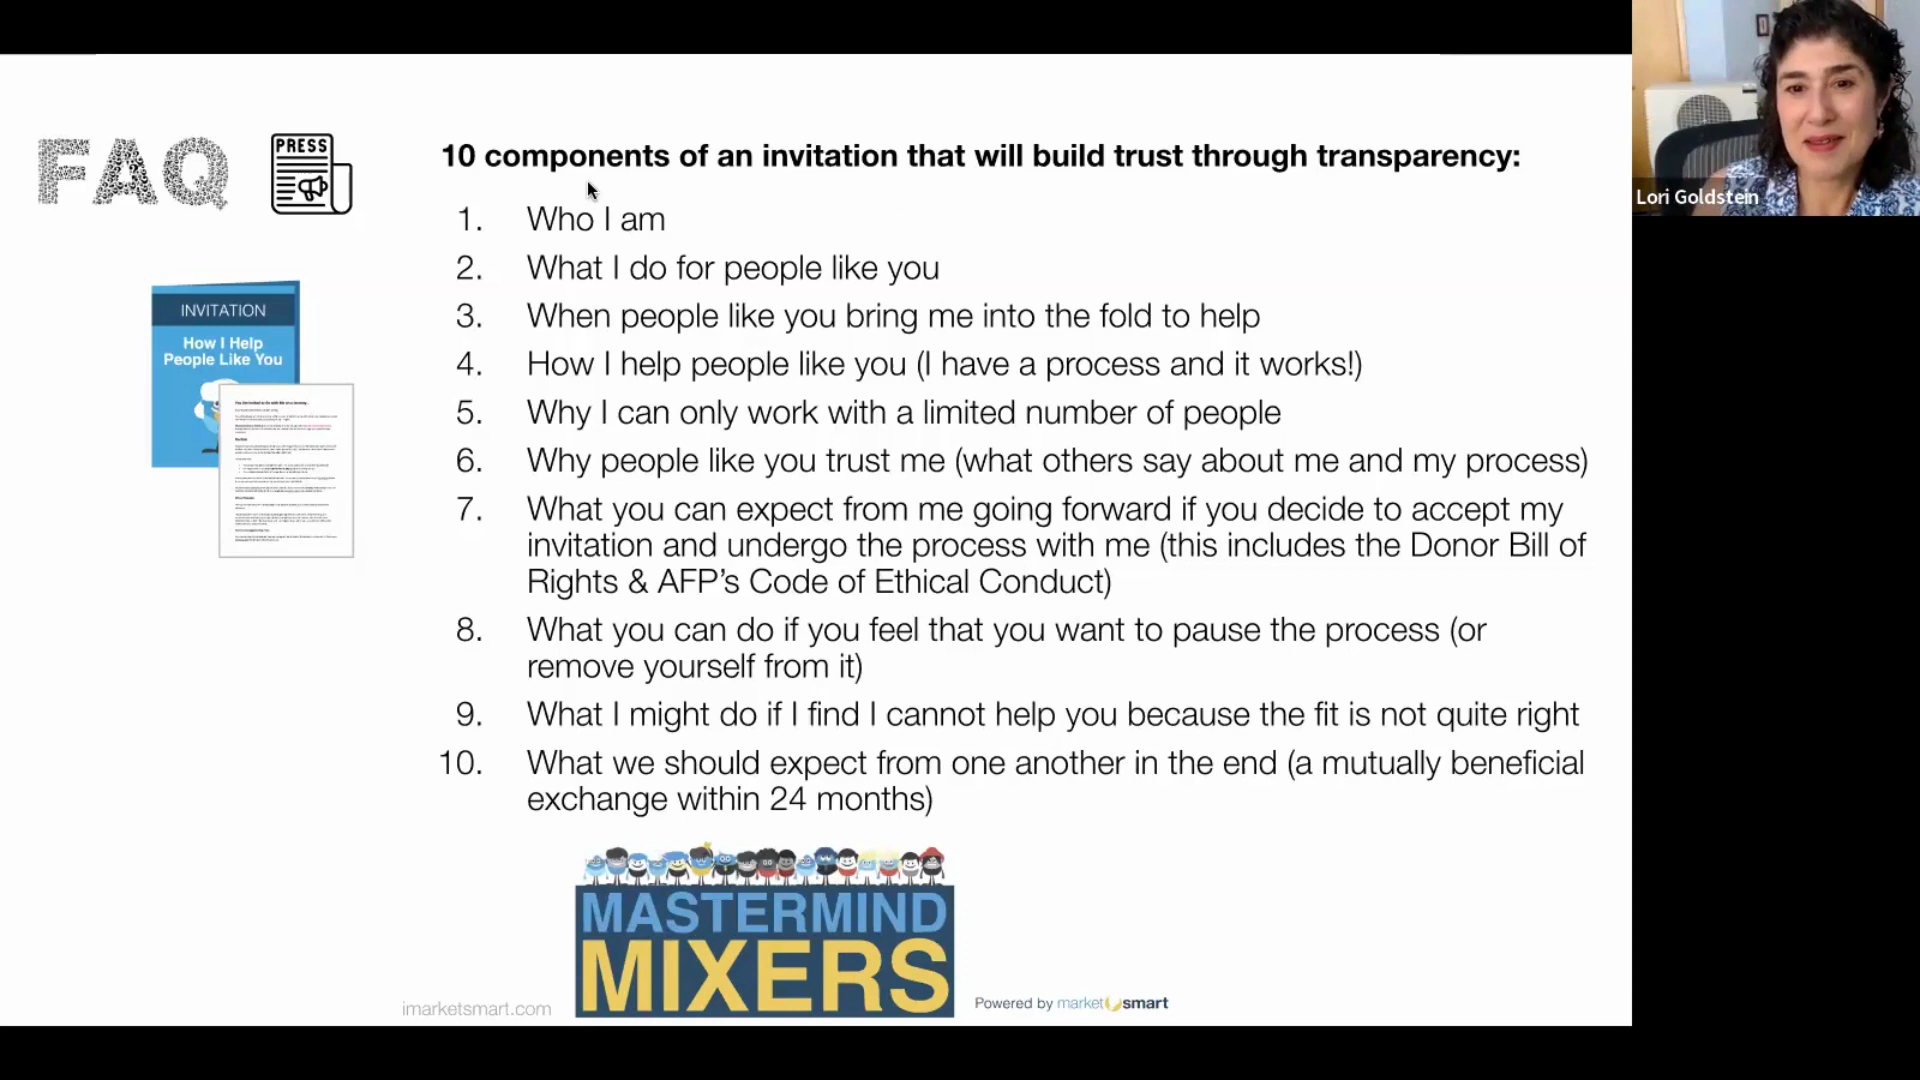 FAQ
PRESS
10 components of an invitation that will build trust through transparency:
1. Who I am
2. What I do for people like you
3. When people like you bring me into the fold to help
4. How I help people like you (I have a process and it works!)
5. Why I can only work with a limited number of people
6. Why people like you trust me (what others say about me and my process)
7. What you can expect from me going forward if you decide to accept my
invitation and undergo the process with me (this includes the Donor Bill of
Rights & AFP’s Code of Ethical Conduct)
8. What you can do if you feel that you want to pause the process (or
remove yourself from it)
9. What I might do if I find I cannot help you because the fit is not quite right
10. What we should expect from one another in the end (a mutually beneficial
exchange within 24 months)
INVITATION
How I Help
People Like You
MASTERMIND
MIXERS
imarketsmart.com
Powered by marketsmart
Lori Goldstein